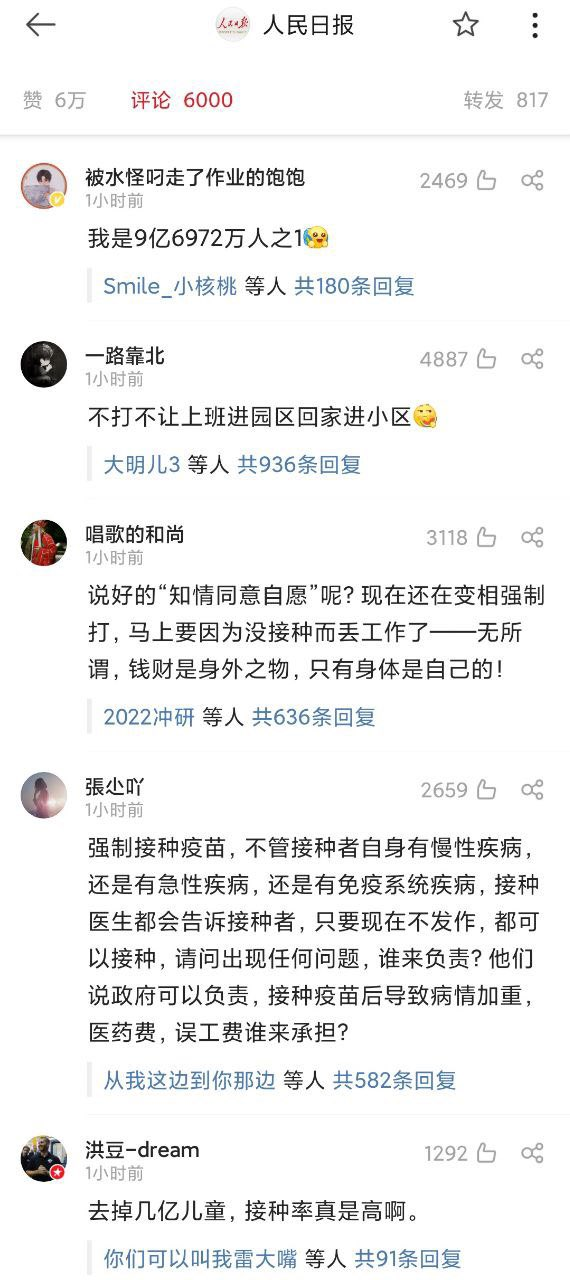 人民日报
赞 6万 评论 6000 转发 817
被水怪叼走了作业的饱饱 2469
1小时前
我是9亿6972万人之1
Smile_小核桃 等人 共180条回复
一路靠北 4887
1小时前
不打不让上班进园区回家进小区
大明儿3 等人 共936条回复
唱歌的和尚 3118
1小时前
说好的“知情同意自愿”呢？现在还在变相强制
打，马上要因为没接种而丢工作了——无所
谓，钱财是身外之物，只有身体是自己的！
2022冲研 等人 共636条回复
張尐吖 2659
1小时前
强制接种疫苗，不管接种者自身有慢性疾病，
还是有急性疾病，还是有免疫系统疾病，接种
医生都会告诉接种者，只要现在不发作，都可
以接种，请问出现任何问题，谁来负责？他们
说政府可以负责，接种疫苗后导致病情加重，
医药费，误工费谁来承担？
从我这边到你那边 等人 共582条回复
洪豆-dream 1292
1小时前
去掉几亿儿童，接种率真是高啊。
你们可以叫我雷大嘴 等人 共91条回复